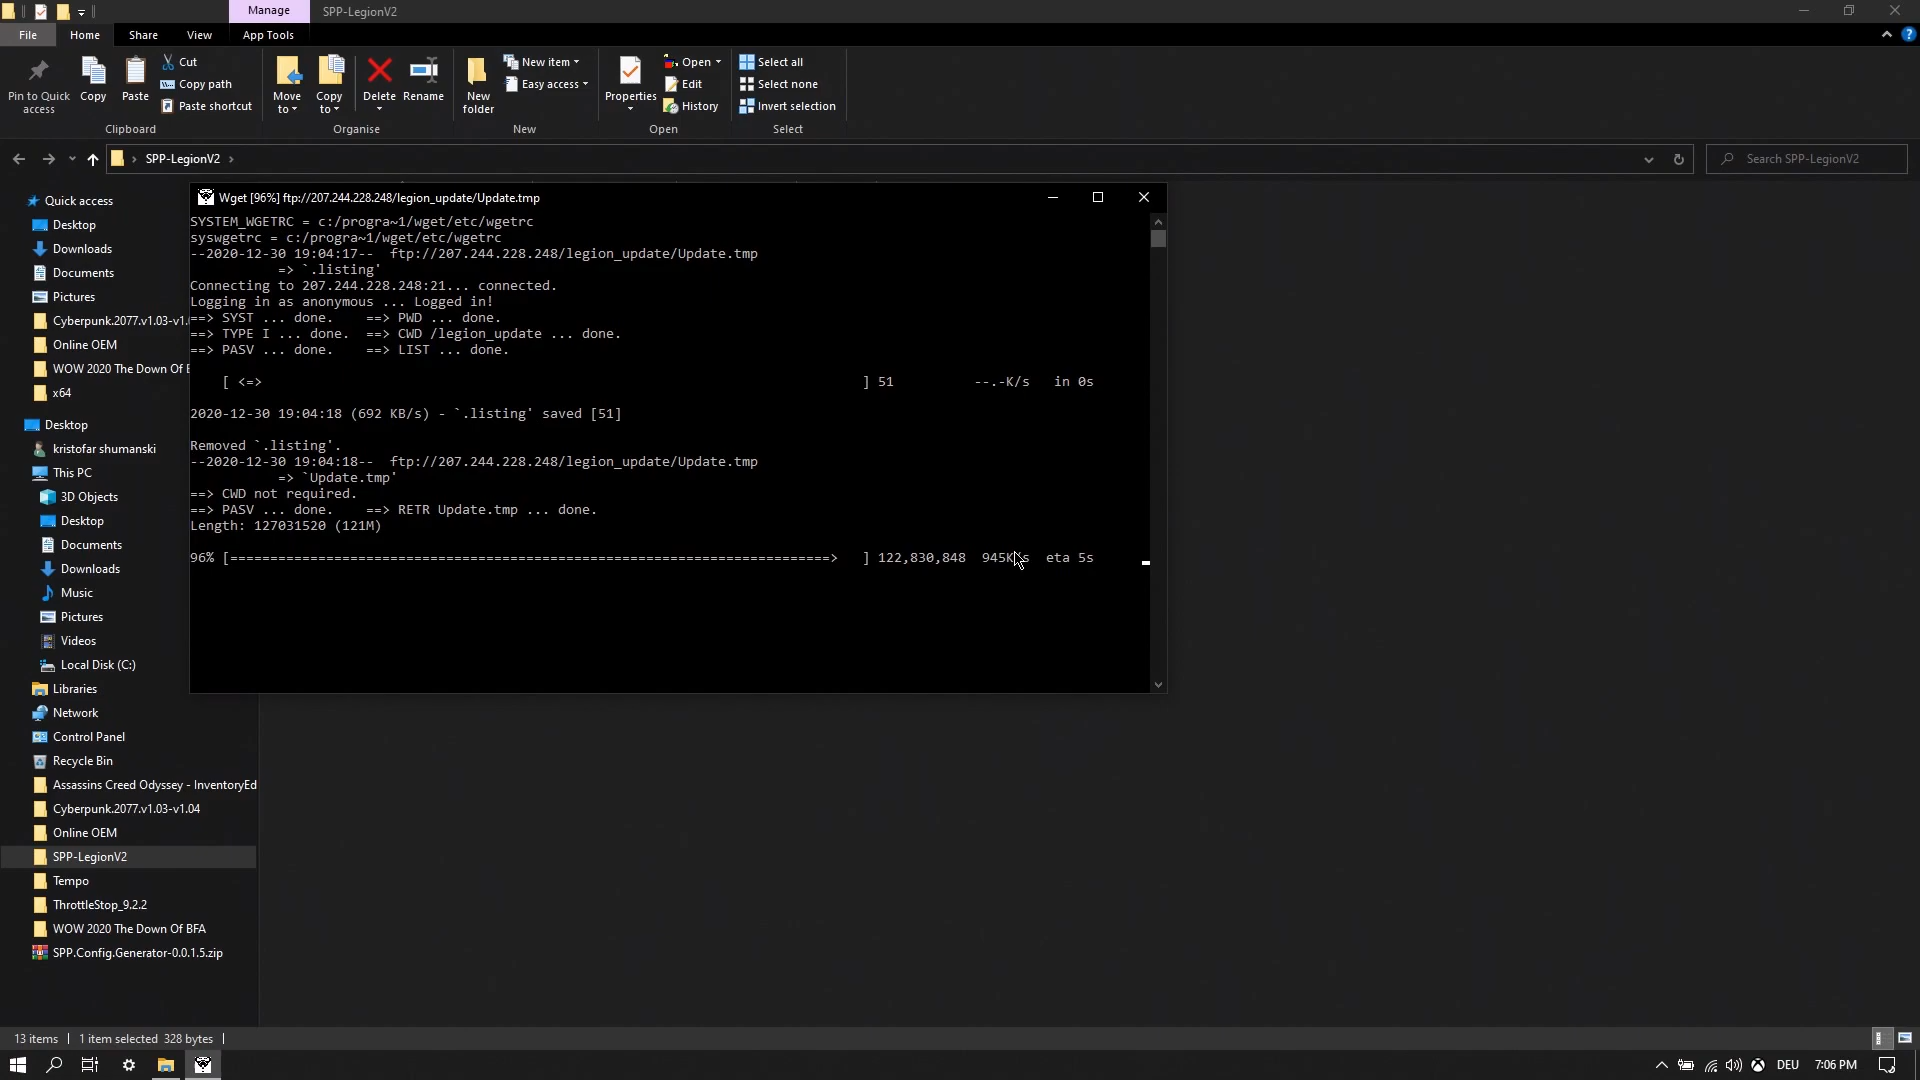 Manage
SPP-LegionV2
File
Home
Share
View
App Tools
Pin to Quick access
Copy
Paste
Cut
Copy path
Paste shortcut
Clipboard
Move to
Copy to
Delete
Rename
Organise
New folder
New item
Easy access
New
Properties
Open
Edit
History
Open
Select all
Select none
Invert selection
Select
SPP-LegionV2
Search SPP-LegionV2
Quick access
Desktop
Downloads
Documents
Pictures
Cyberpunk.2077.v1.03-v1.
Online OEM
WOW 2020 The Down Of B
x64
Desktop
kristofar shumanski
This PC
3D Objects
Desktop
Documents
Downloads
Music
Pictures
Videos
Local Disk (C:)
Libraries
Network
Control Panel
Recycle Bin
Assassins Creed Odyssey - InventoryEd
Cyberpunk.2077.v1.03-v1.04
Online OEM
SPP-LegionV2
Tempo
ThrottleStop_9.2.2
WOW 2020 The Down Of BFA
SPP.Config.Generator-0.0.1.5.zip
Wget [96%] ftp://207.244.228.248/legion_update/Update.tmp
SYSTEM_WGETRC = c:/progra~1/wget/etc/wgetrc
syswgetrc = c:/progra~1/wget/etc/wgetrc
--2020-12-30 19:04:17--  ftp://207.244.228.248/legion_update/Update.tmp
=> `.listing'
Connecting to 207.244.228.248:21... connected.
Logging in as anonymous ... Logged in!
==> SYST ... done.    ==> PWD ... done.
==> TYPE I ... done.  ==> CWD /legion_update ... done.
==> PASV ... done.    ==> LIST ... done.
[ <=> ] 51 --.-K/s in 0s
2020-12-30 19:04:18 (692 KB/s) - `.listing' saved [51]
Removed `.listing'.
--2020-12-30 19:04:18--  ftp://207.244.228.248/legion_update/Update.tmp
=> `Update.tmp'
==> CWD not required.
==> PASV ... done.    ==> RETR Update.tmp ... done.
Length: 127031520 (121M)
96% [===========================================================================> ] 122,830,848 945K/s eta 5s
13 items
1 item selected 328 bytes
DEU
7:06 PM